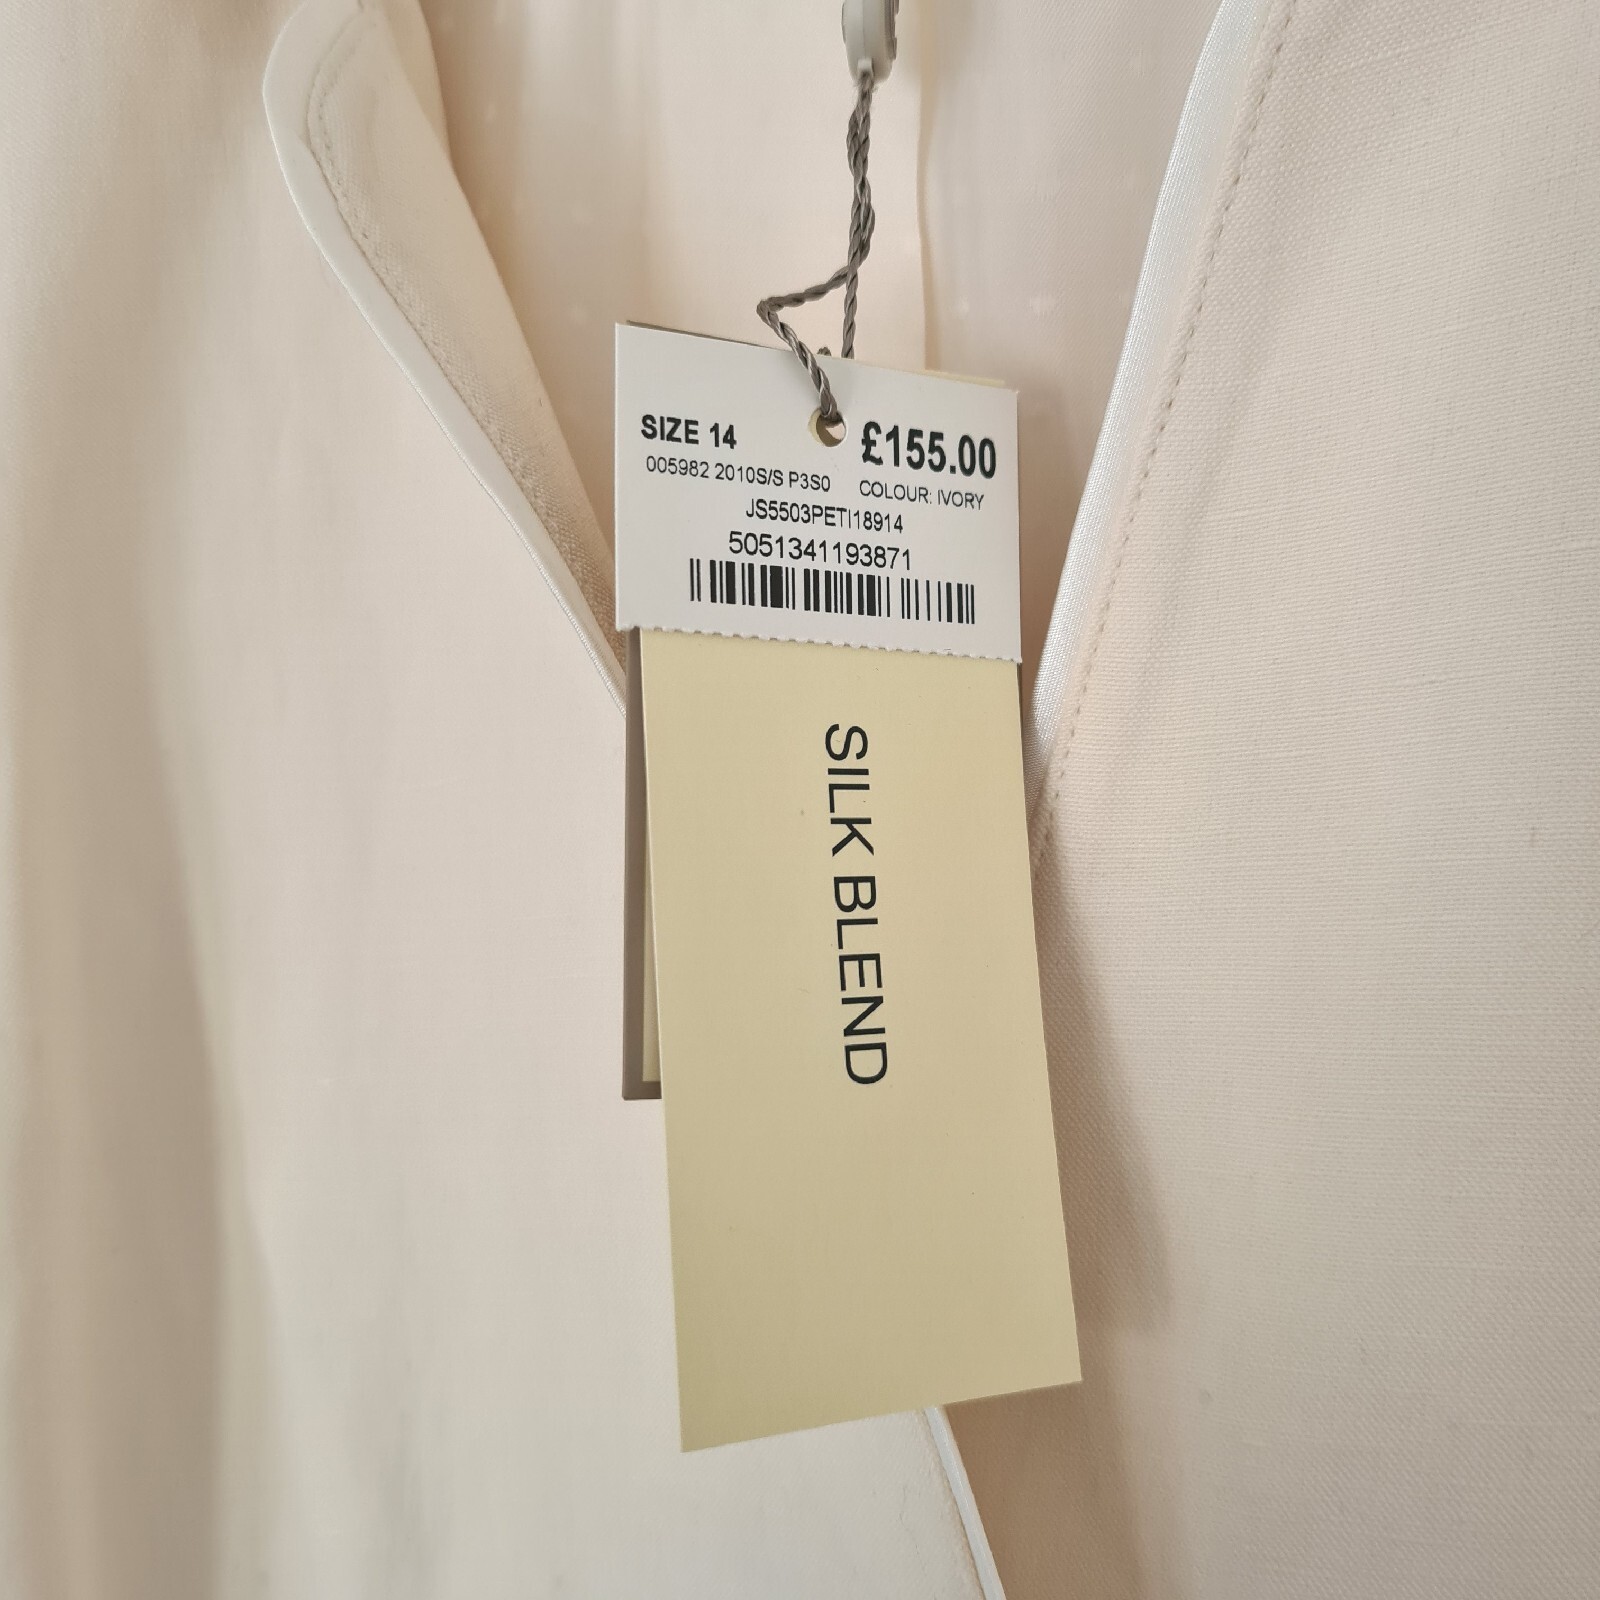 SIZE 14
£155.00
005982 2010S/S P3S0
COLOUR: IVORY
JS5503PETI18914
5051341193871
SILK BLEND